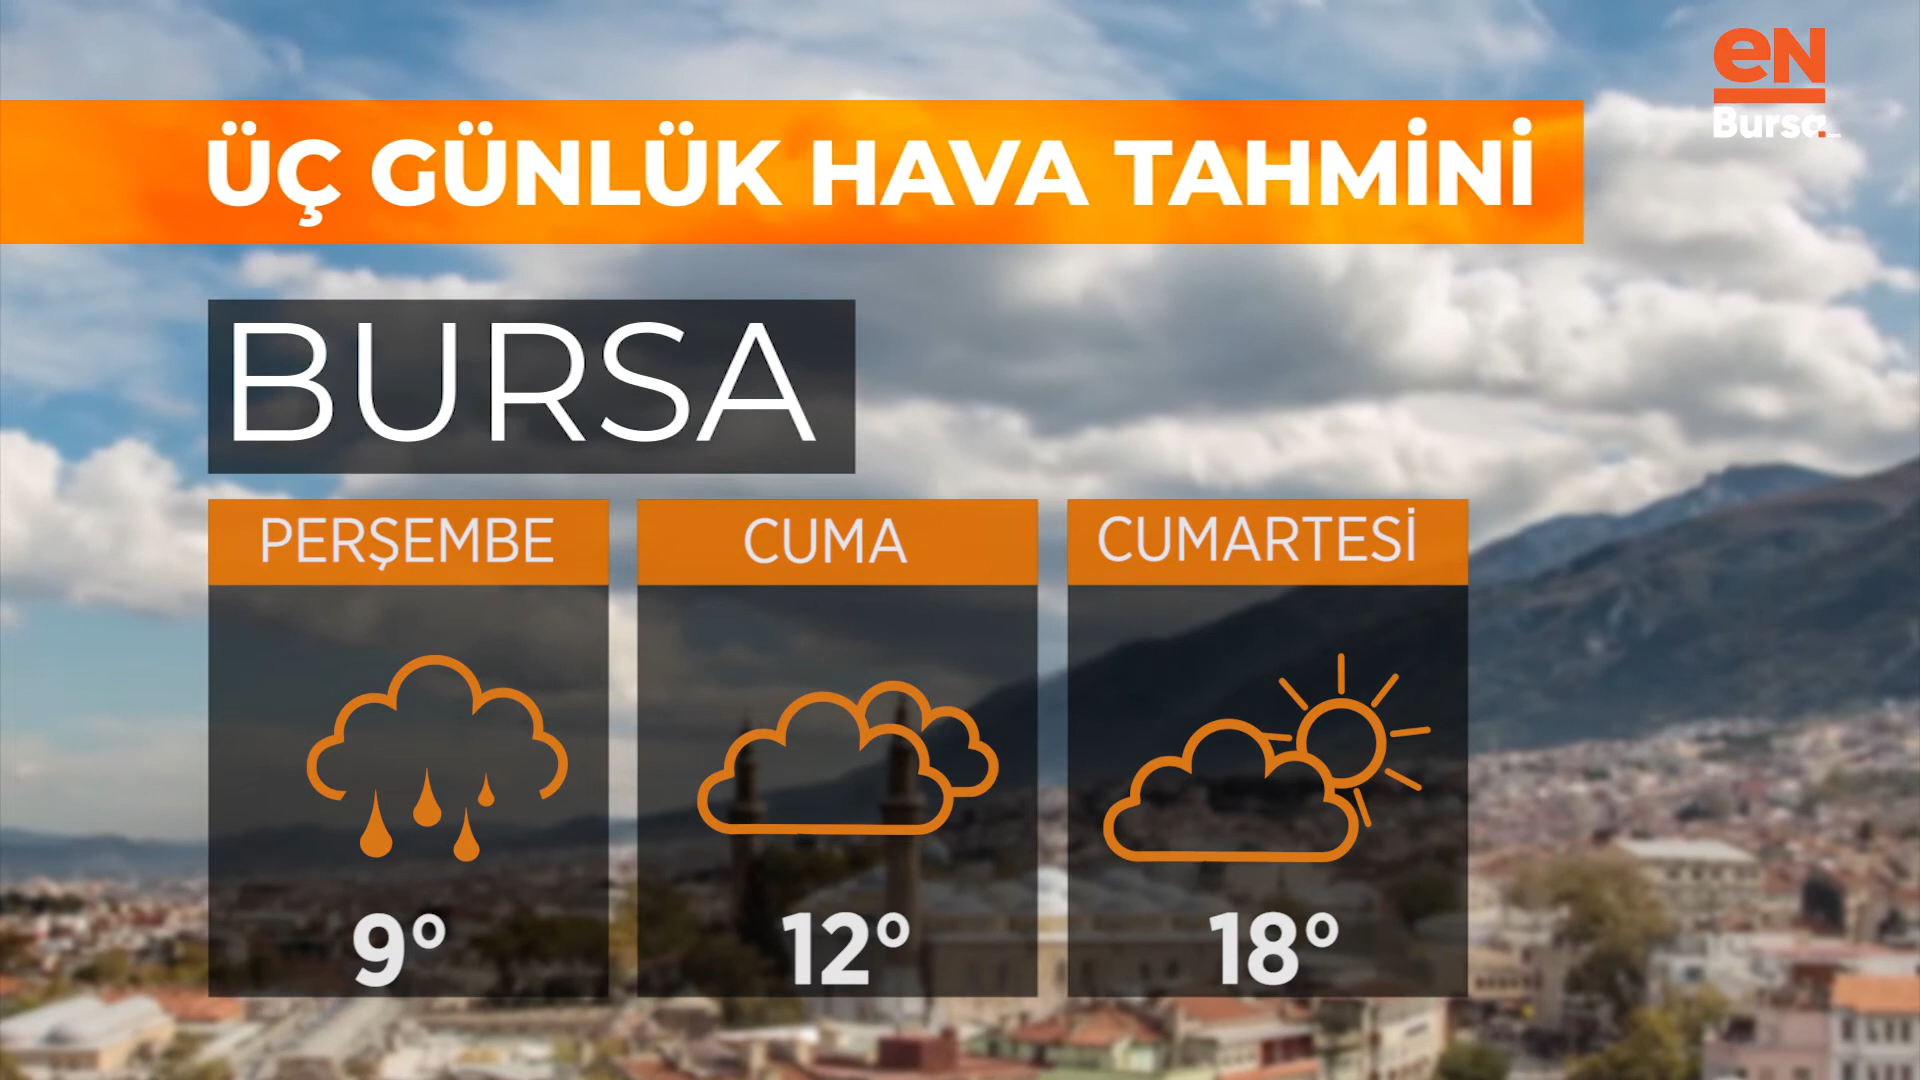 eN
Bursa
ÜÇ GÜNLÜK HAVA TAHMİNİ
BURSA
PERŞEMBE
CUMA
CUMARTESİ
9°
12°
18°